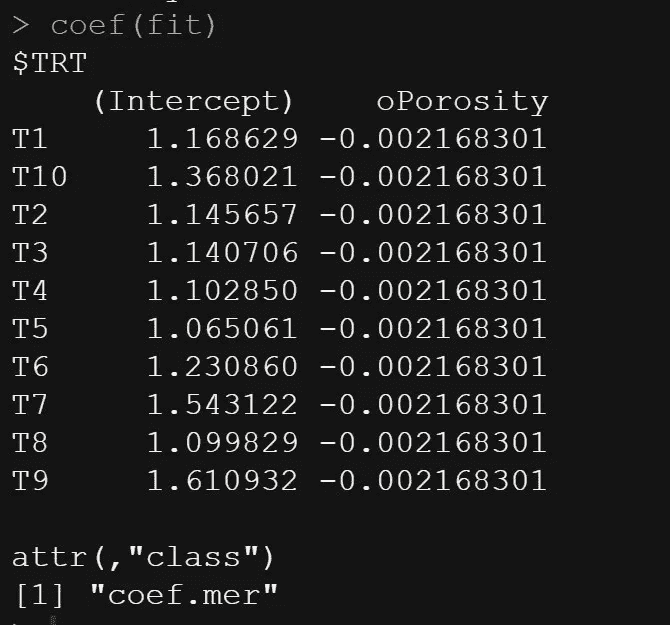 > coef(fit)
$TRT
    (Intercept)    oPorosity
T1     1.168629 -0.002168301
T10    1.368021 -0.002168301
T2     1.145657 -0.002168301
T3     1.140706 -0.002168301
T4     1.102850 -0.002168301
T5     1.065061 -0.002168301
T6     1.230860 -0.002168301
T7     1.543122 -0.002168301
T8     1.099829 -0.002168301
T9     1.610932 -0.002168301

attr(,"class")
[1] "coef.mer"